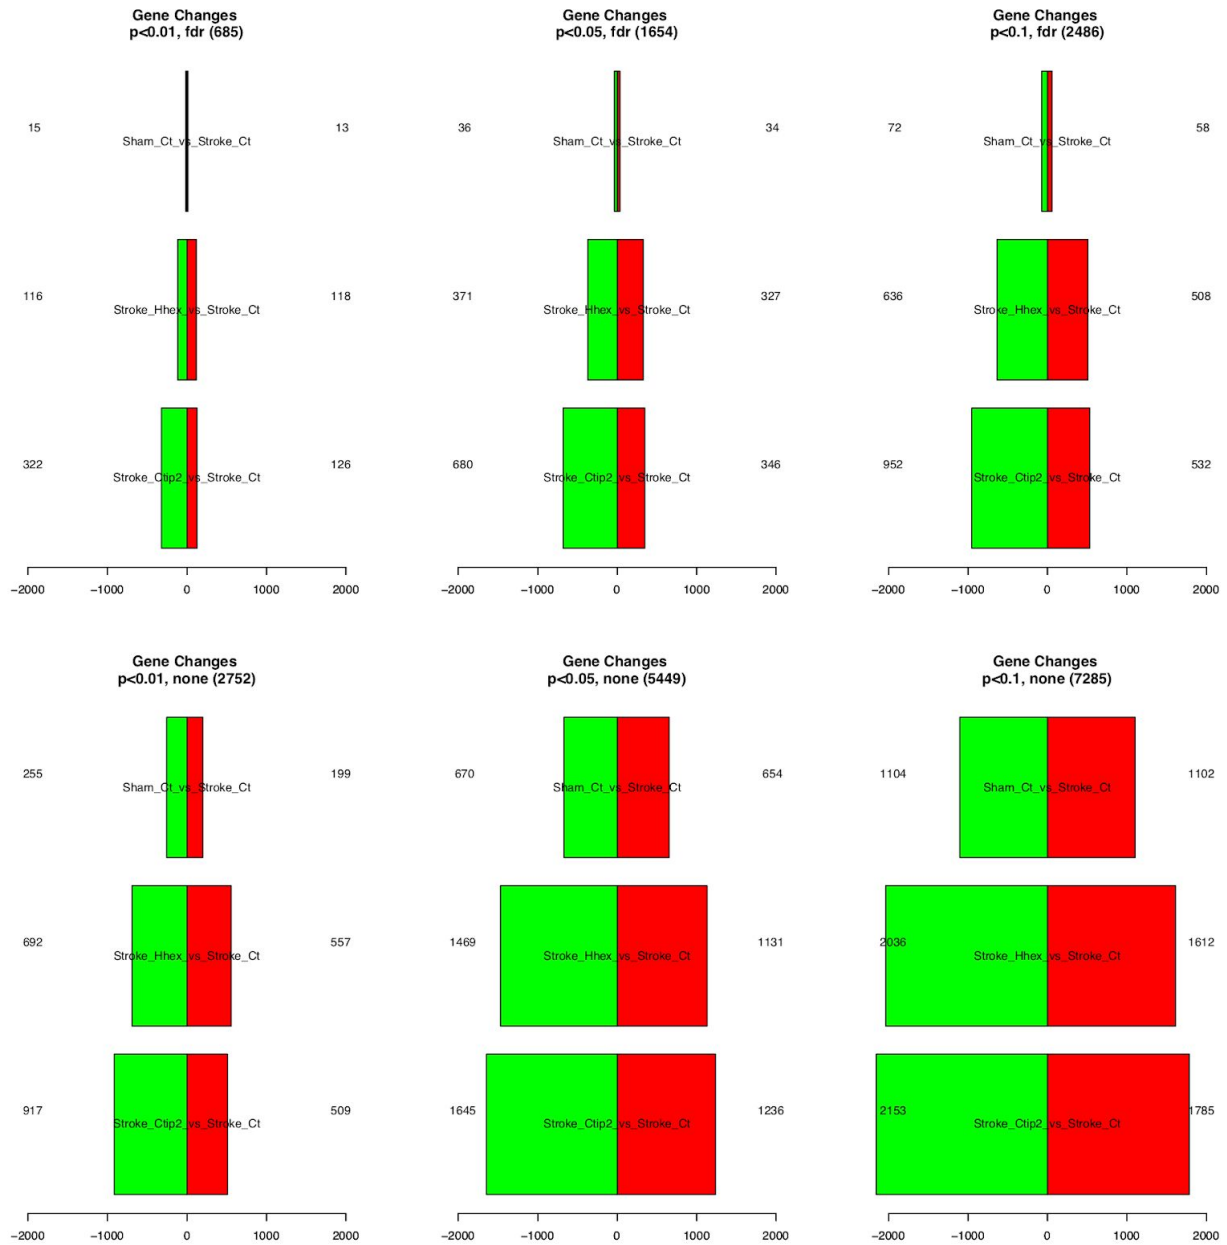 Gene Changes
p<0.01, fdr (685)
15
Sham_Ct_vs_Stroke_Ct
13
116
Stroke_Hhex_vs_Stroke_Ct
118
322
Stroke_Ctip2_vs_Stroke_Ct
126
−2000 −1000 0 1000 2000
Gene Changes
p<0.05, fdr (1654)
36
Sham_Ct_vs_Stroke_Ct
34
371
Stroke_Hhex_vs_Stroke_Ct
327
680
Stroke_Ctip2_vs_Stroke_Ct
346
−2000 −1000 0 1000 2000
Gene Changes
p<0.1, fdr (2486)
72
Sham_Ct_vs_Stroke_Ct
58
636
Stroke_Hhex_vs_Stroke_Ct
508
952
Stroke_Ctip2_vs_Stroke_Ct
532
−2000 −1000 0 1000 2000
Gene Changes
p<0.01, none (2752)
255
Sham_Ct_vs_Stroke_Ct
199
692
Stroke_Hhex_vs_Stroke_Ct
557
917
Stroke_Ctip2_vs_Stroke_Ct
509
−2000 −1000 0 1000 2000
Gene Changes
p<0.05, none (5449)
670
Sham_Ct_vs_Stroke_Ct
654
1469
Stroke_Hhex_vs_Stroke_Ct
1131
1645
Stroke_Ctip2_vs_Stroke_Ct
1236
−2000 −1000 0 1000 2000
Gene Changes
p<0.1, none (7285)
1104
Sham_Ct_vs_Stroke_Ct
1102
2036
Stroke_Hhex_vs_Stroke_Ct
1612
2153
Stroke_Ctip2_vs_Stroke_Ct
1785
−2000 −1000 0 1000 2000